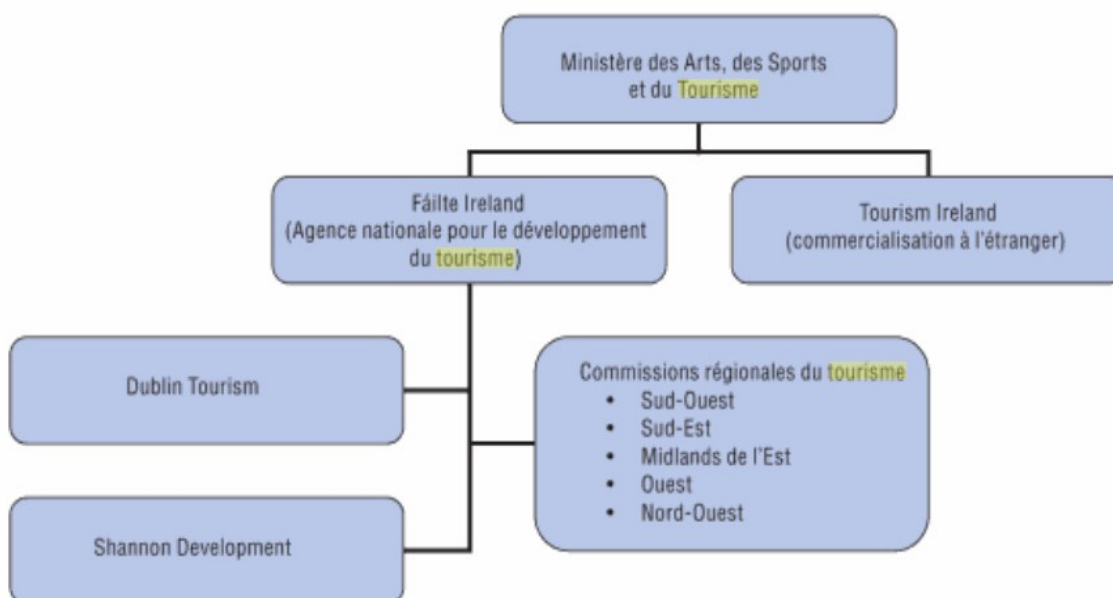 Ministère des Arts, des Sports
et du Tourisme
Fáilte Ireland
(Agence nationale pour le développement
du tourisme)
Tourism Ireland
(commercialisation à l'étranger)
Dublin Tourism
Commissions régionales du tourisme
• Sud-Ouest
• Sud-Est
• Midlands de l'Est
• Ouest
• Nord-Ouest
Shannon Development